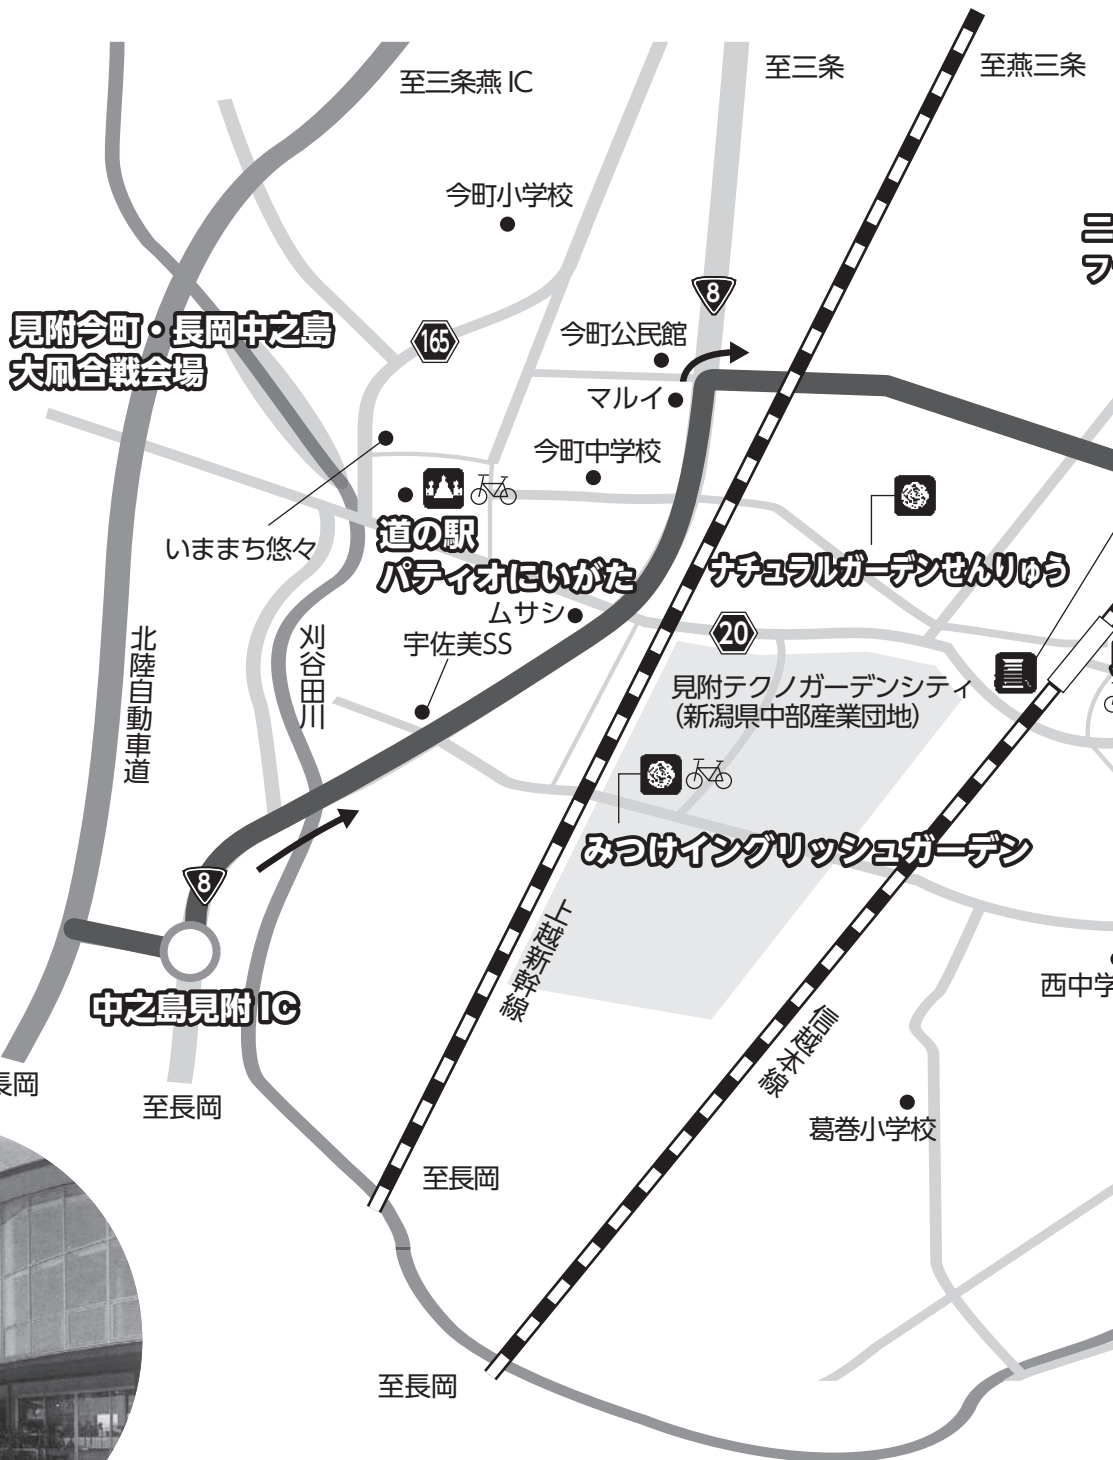 至三条燕 IC
至三条
至燕三条
今町小学校
8
見附今町・長岡中之島
大凧合戦会場
165
今町公民館
マルイ
今町中学校
いままち悠々
道の駅
パティオにいがた
ナチュラルガーデンせんりゅう
ムサシ
宇佐美SS
20
北陸自動車道
刈谷田川
見附テクノガーデンシティ
（新潟県中部産業団地）
みつけイングリッシュガーデン
8
上越新幹線
中之島見附 IC
西中学
信越本線
長岡
至長岡
葛巻小学校
至長岡
至長岡